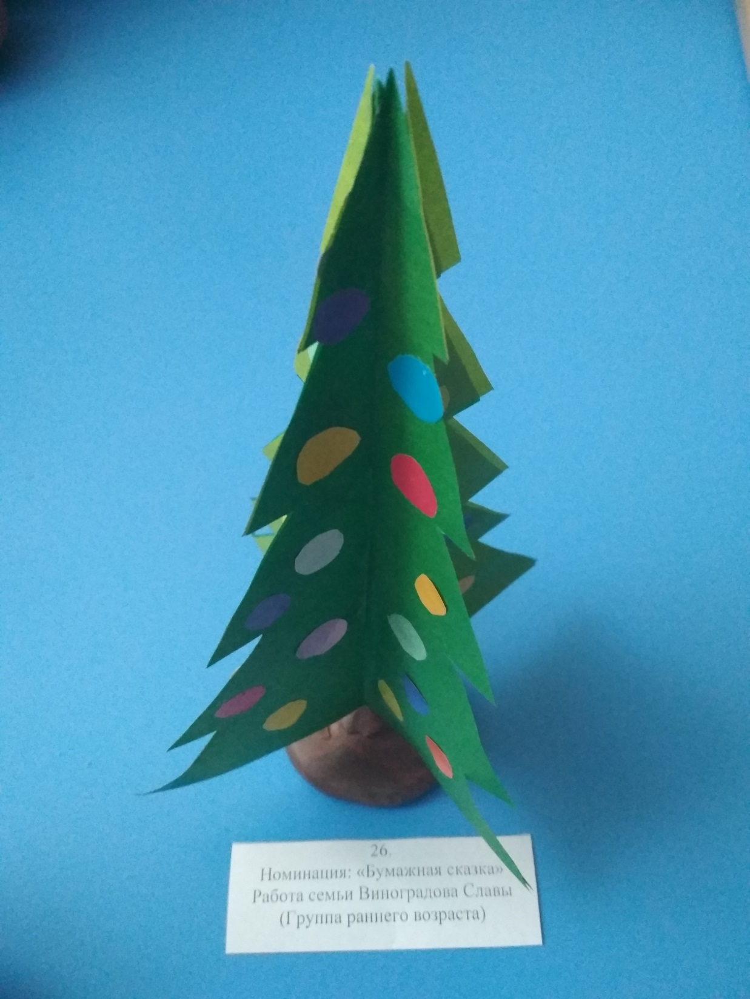 26.
Номинация: «Бумажная сказка»
Работа семьи Виноградова Славы
(Группа раннего возраста)